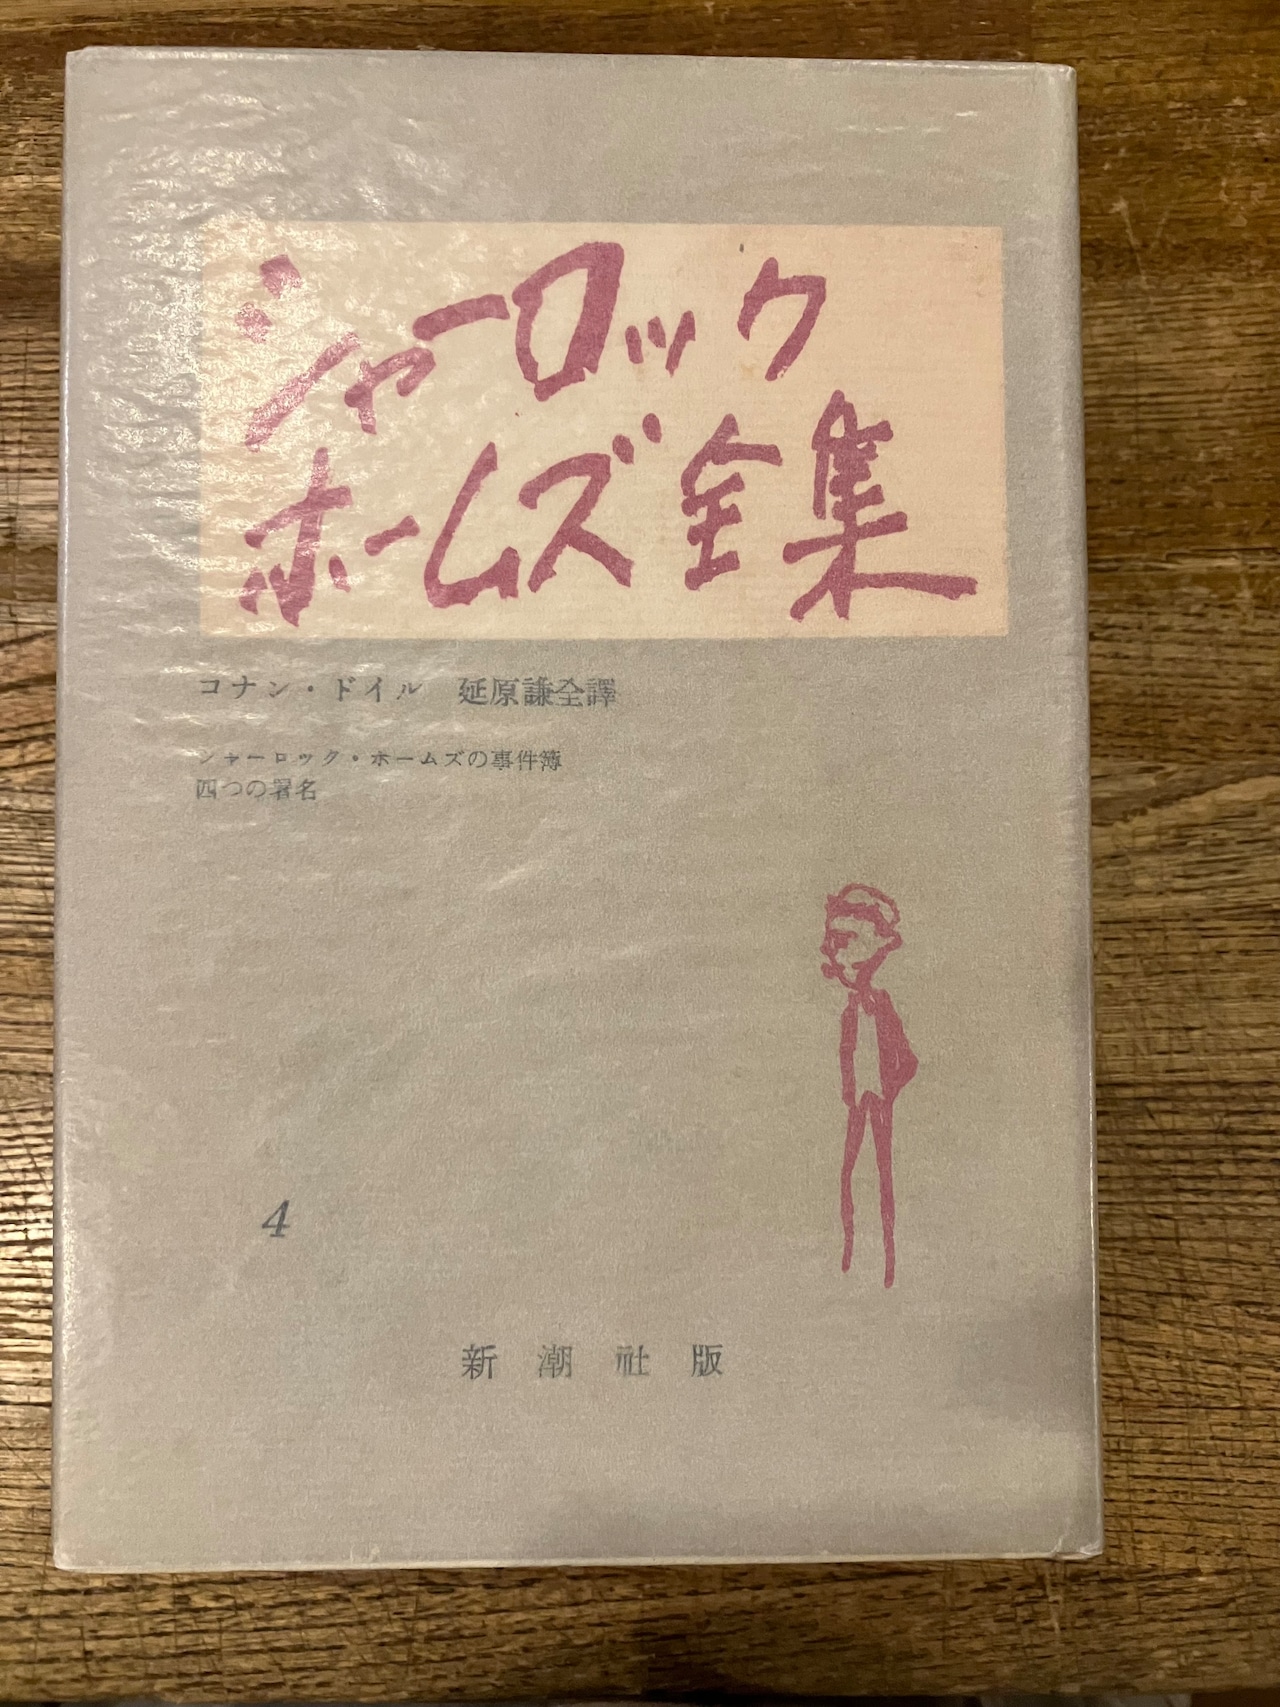 シャーロック
ホームズ全集
コナン・ドイル 延原謙全譯
シャーロック・ホームズの事件簿
四つの署名
4
新潮社版